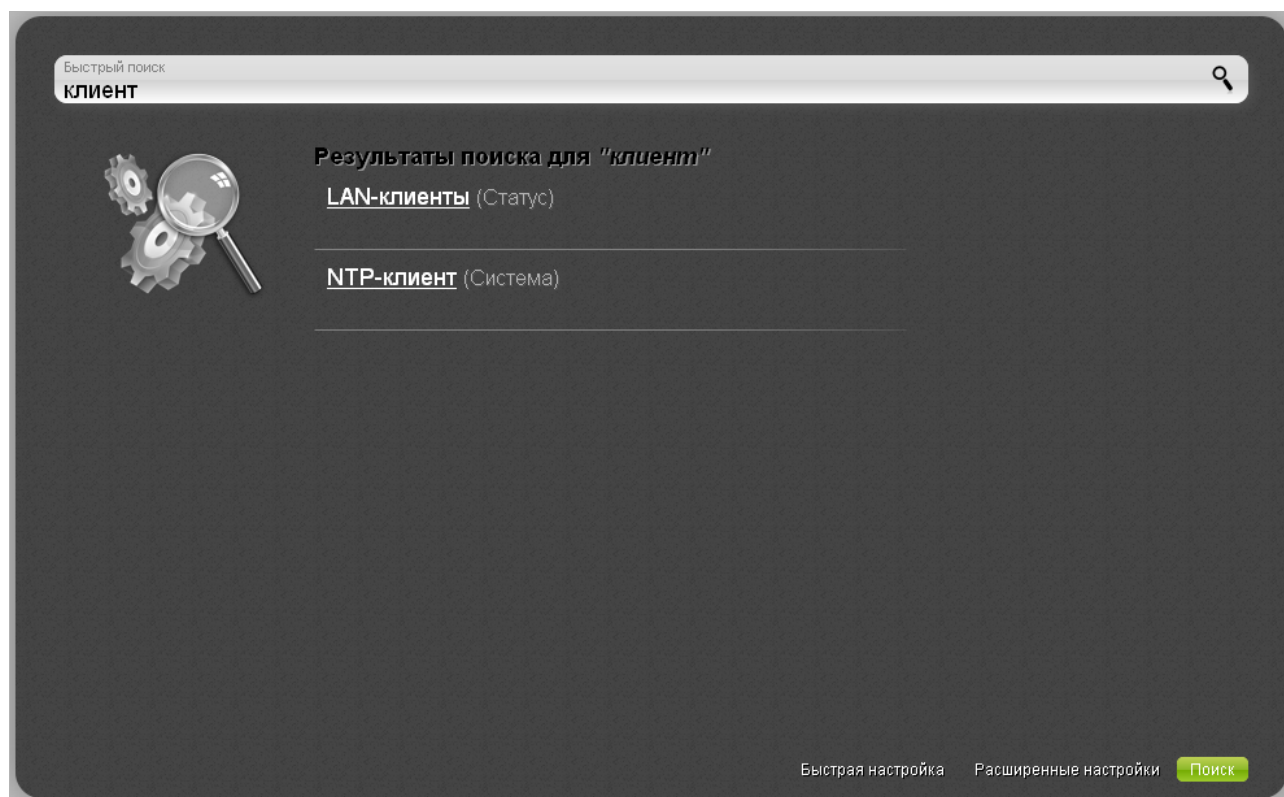 Быстрый поиск
клиент
Результаты поиска для "клиент"
LAN-клиенты (Статус)
NTP-клиент (Система)
Быстрая настройка Расширенные настройки Поиск